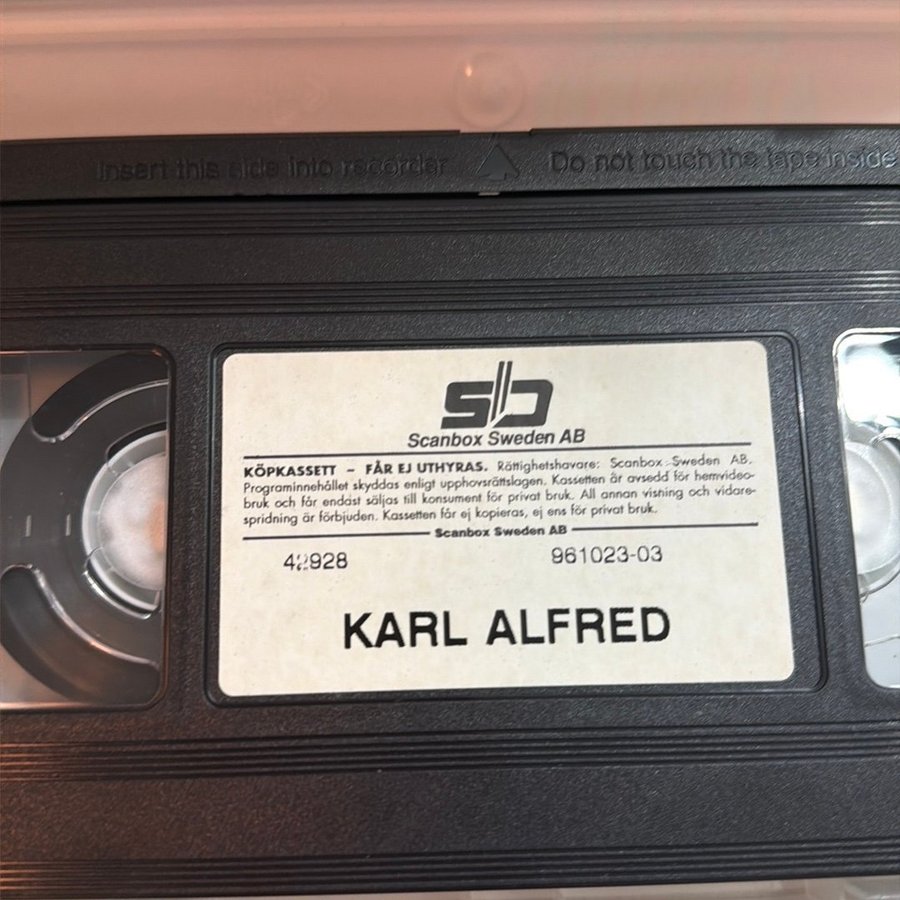 Insert this side into recorder Do not touch the tape inside
Scanbox Sweden AB
KÖPKASSETT – FÅR EJ UTHYRAS. Rättighetshavare: Scanbox Sweden AB.
Programinnehållet skyddas enligt upphovsrättslagen. Kassetten är avsedd för hemvideo-
bruk och får endast säljas till konsument för privat bruk. All annan visning och vidare-
spridning är förbjuden. Kassetten får ej kopieras, ej ens för privat bruk.
Scanbox Sweden AB
961023-03
KARL ALFRED